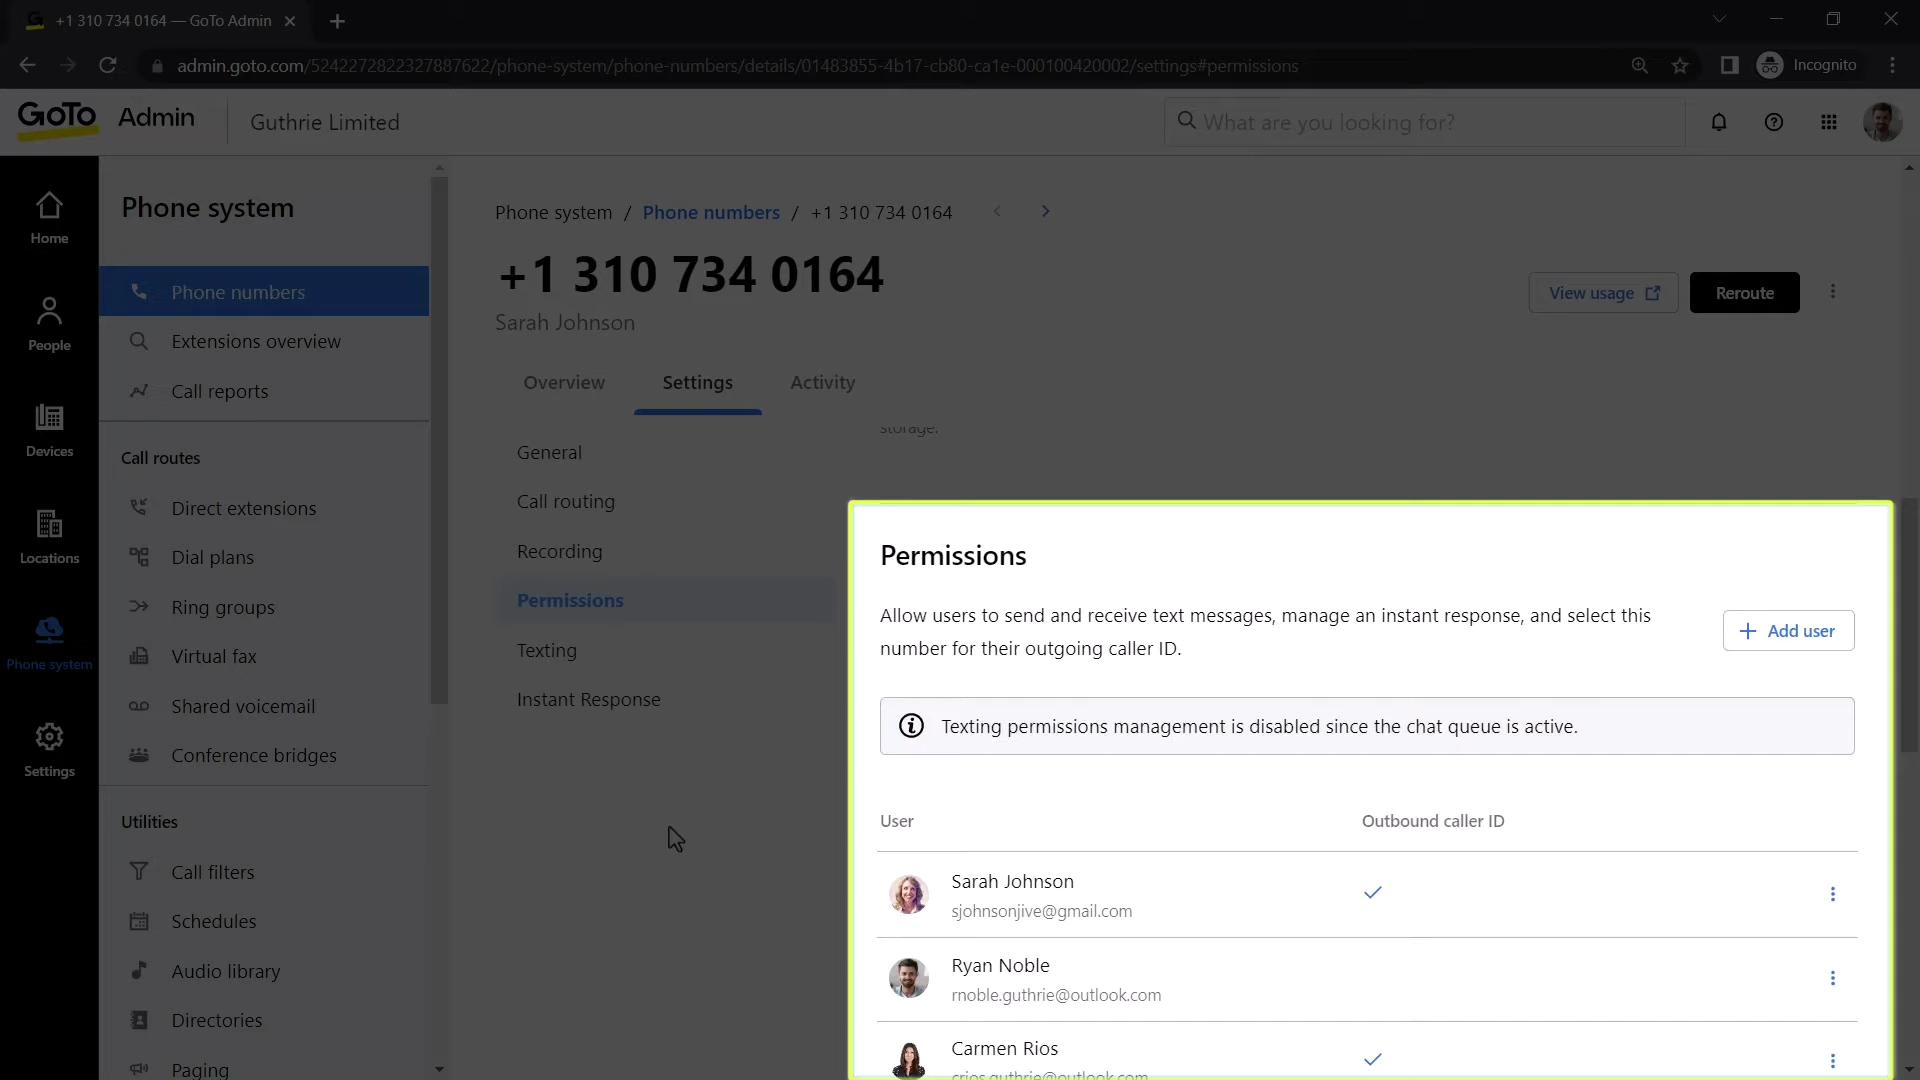 +1 310 734 0164 — GoTo Admin
admin.goto.com/5242272822327887622/phone-system/phone-numbers/details/01483855-4b17-cb80-ca1e-000100420002/settings#permissions
Incognito
GoTo Admin
Guthrie Limited
What are you looking for?
Home
People
Devices
Locations
Phone system
Settings
Phone system
Phone numbers
Extensions overview
Call reports
Call routes
Direct extensions
Dial plans
Ring groups
Virtual fax
Shared voicemail
Conference bridges
Utilities
Call filters
Schedules
Audio library
Directories
Paging
Phone system / Phone numbers / +1 310 734 0164
+1 310 734 0164
Sarah Johnson
View usage
Reroute
Overview
Settings
Activity
General
Call routing
Recording
Permissions
Texting
Instant Response
storage.
Permissions
Allow users to send and receive text messages, manage an instant response, and select this
number for their outgoing caller ID.
+ Add user
Texting permissions management is disabled since the chat queue is active.
User
Outbound caller ID
Sarah Johnson
sjohnsonjive@gmail.com
Ryan Noble
rnoble.guthrie@outlook.com
Carmen Rios
crios.guthrie@outlook.com